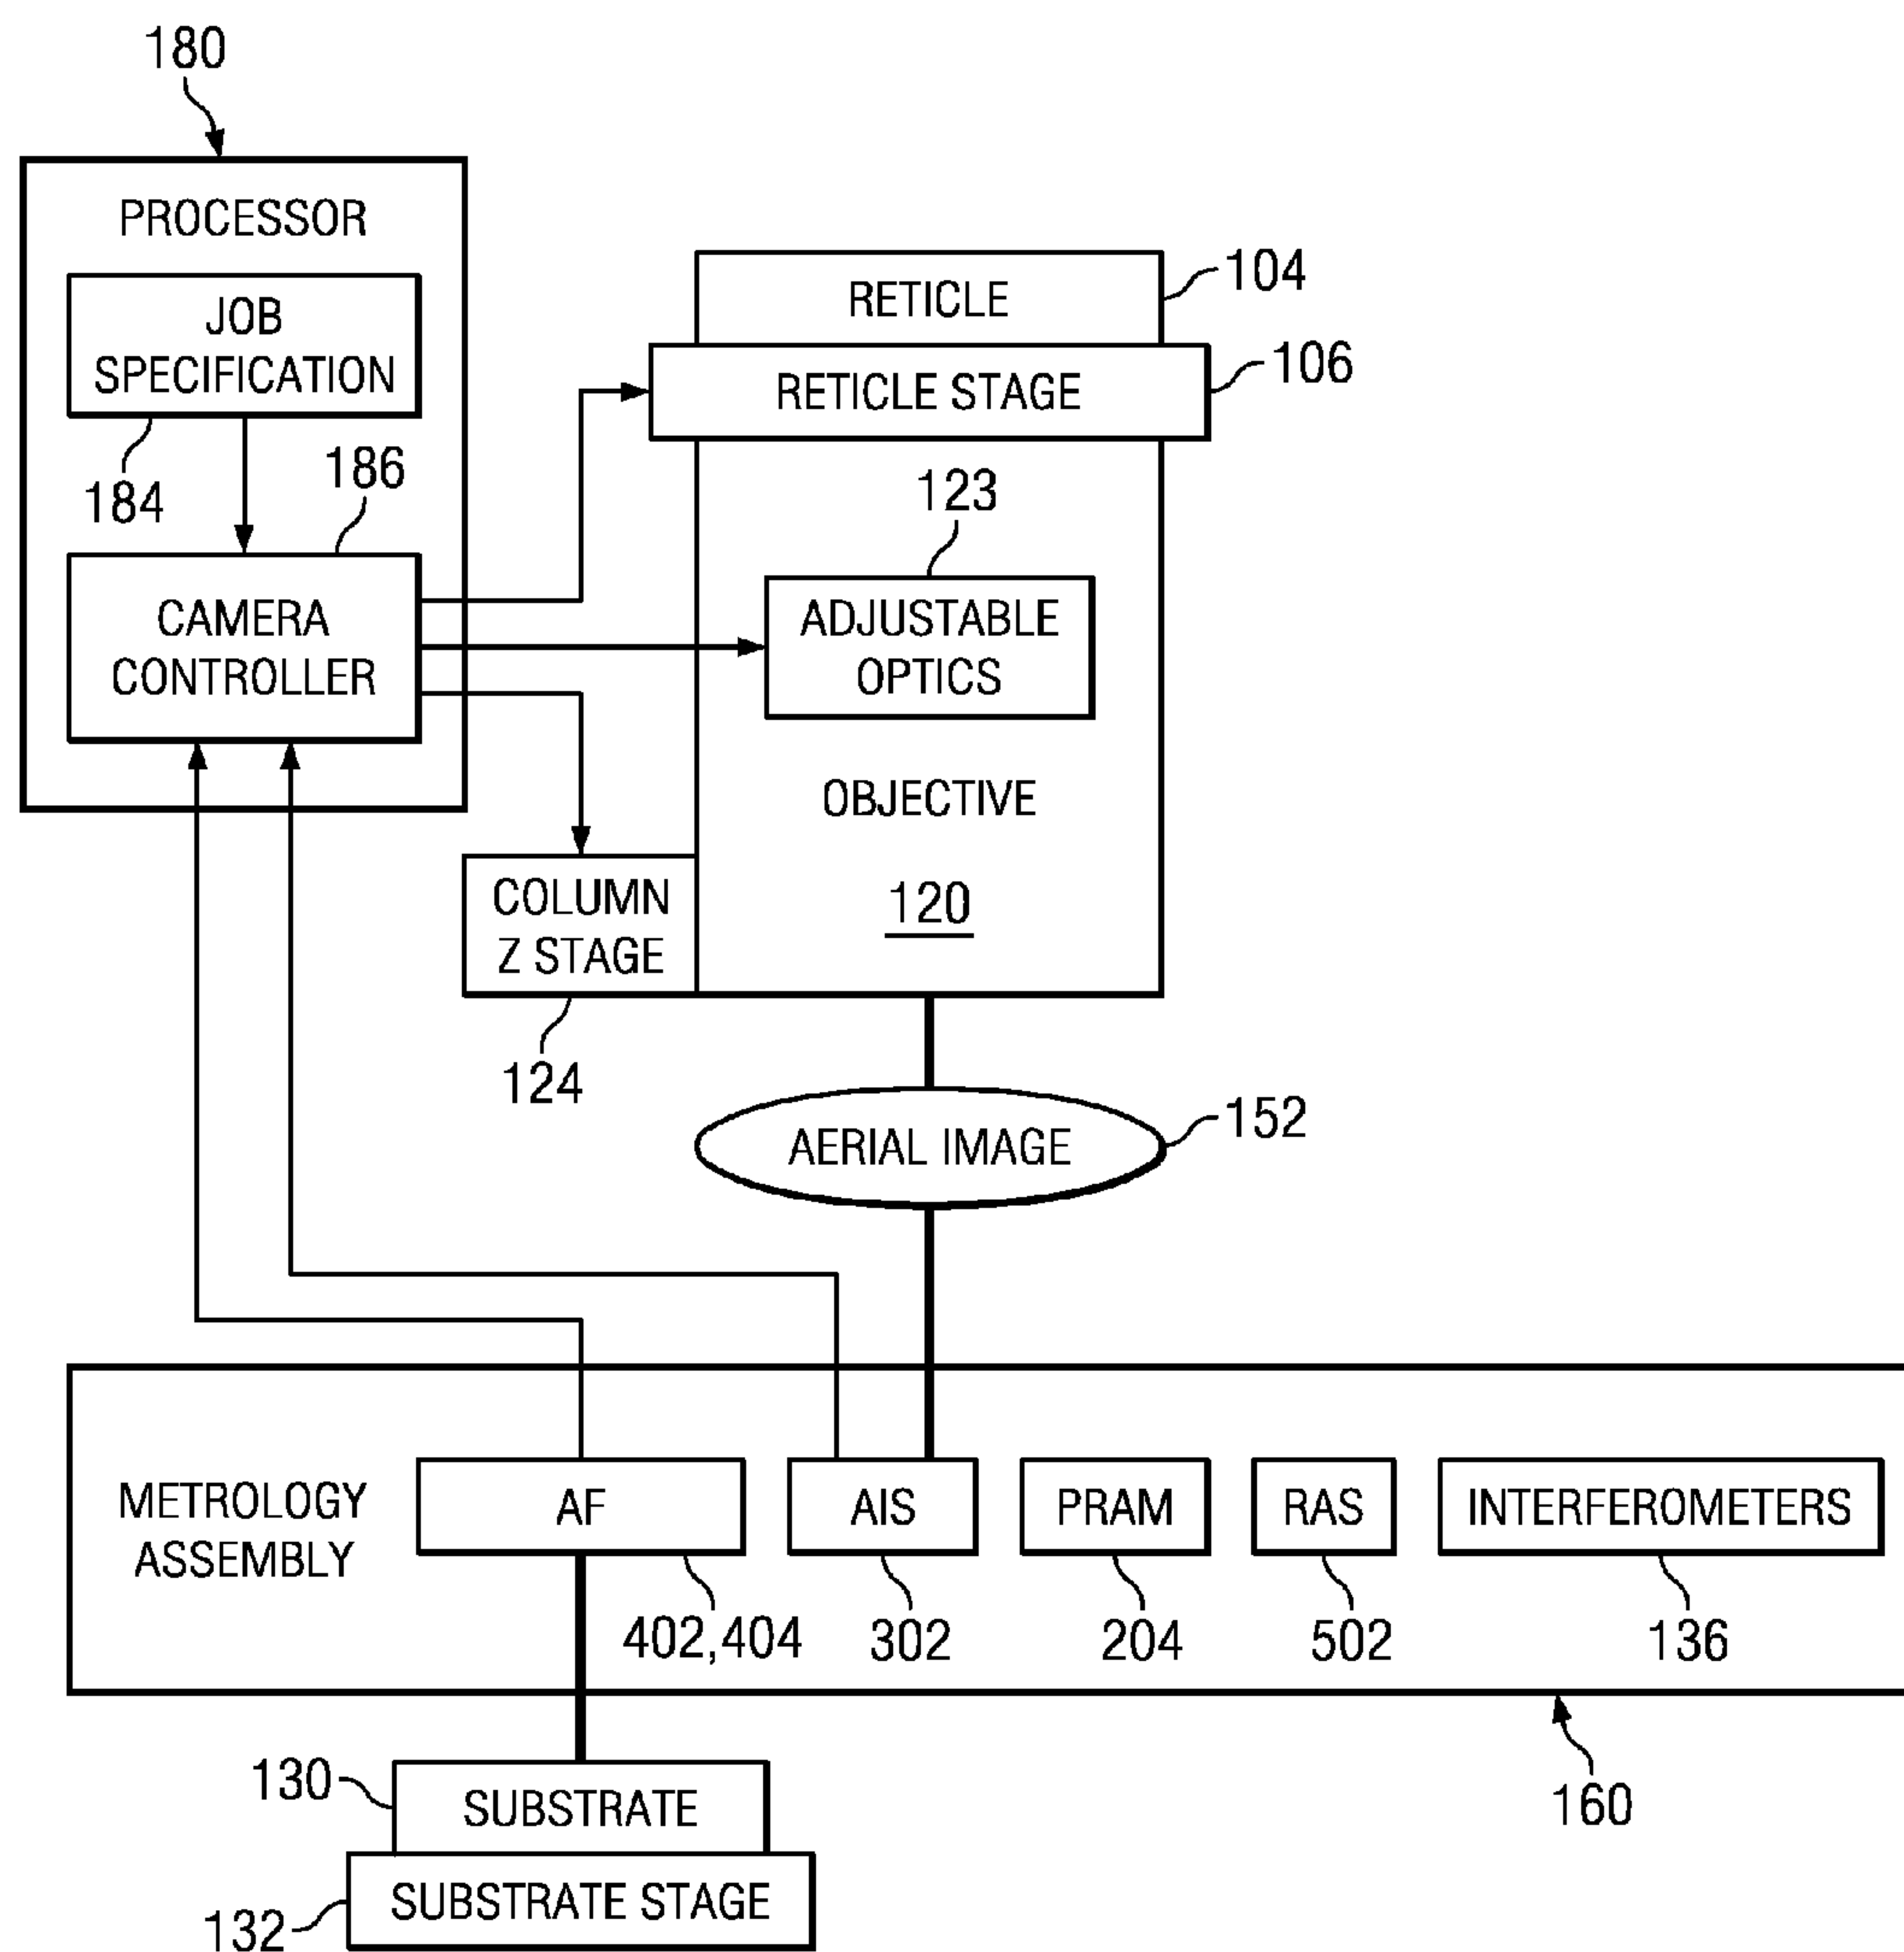 180
PROCESSOR
JOB
SPECIFICATION
184
186
CAMERA
CONTROLLER
RETICLE
104
RETICLE STAGE
106
123
ADJUSTABLE
OPTICS
OBJECTIVE
120
COLUMN
Z STAGE
124
AERIAL IMAGE
152
METROLOGY
ASSEMBLY
AF
AIS
PRAM
RAS
INTERFEROMETERS
402,404
302
204
502
136
160
130
SUBSTRATE
132
SUBSTRATE STAGE